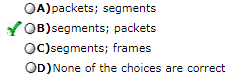 A) packets; segments
B) segments; packets
C) segments; frames
D) None of the choices are correct